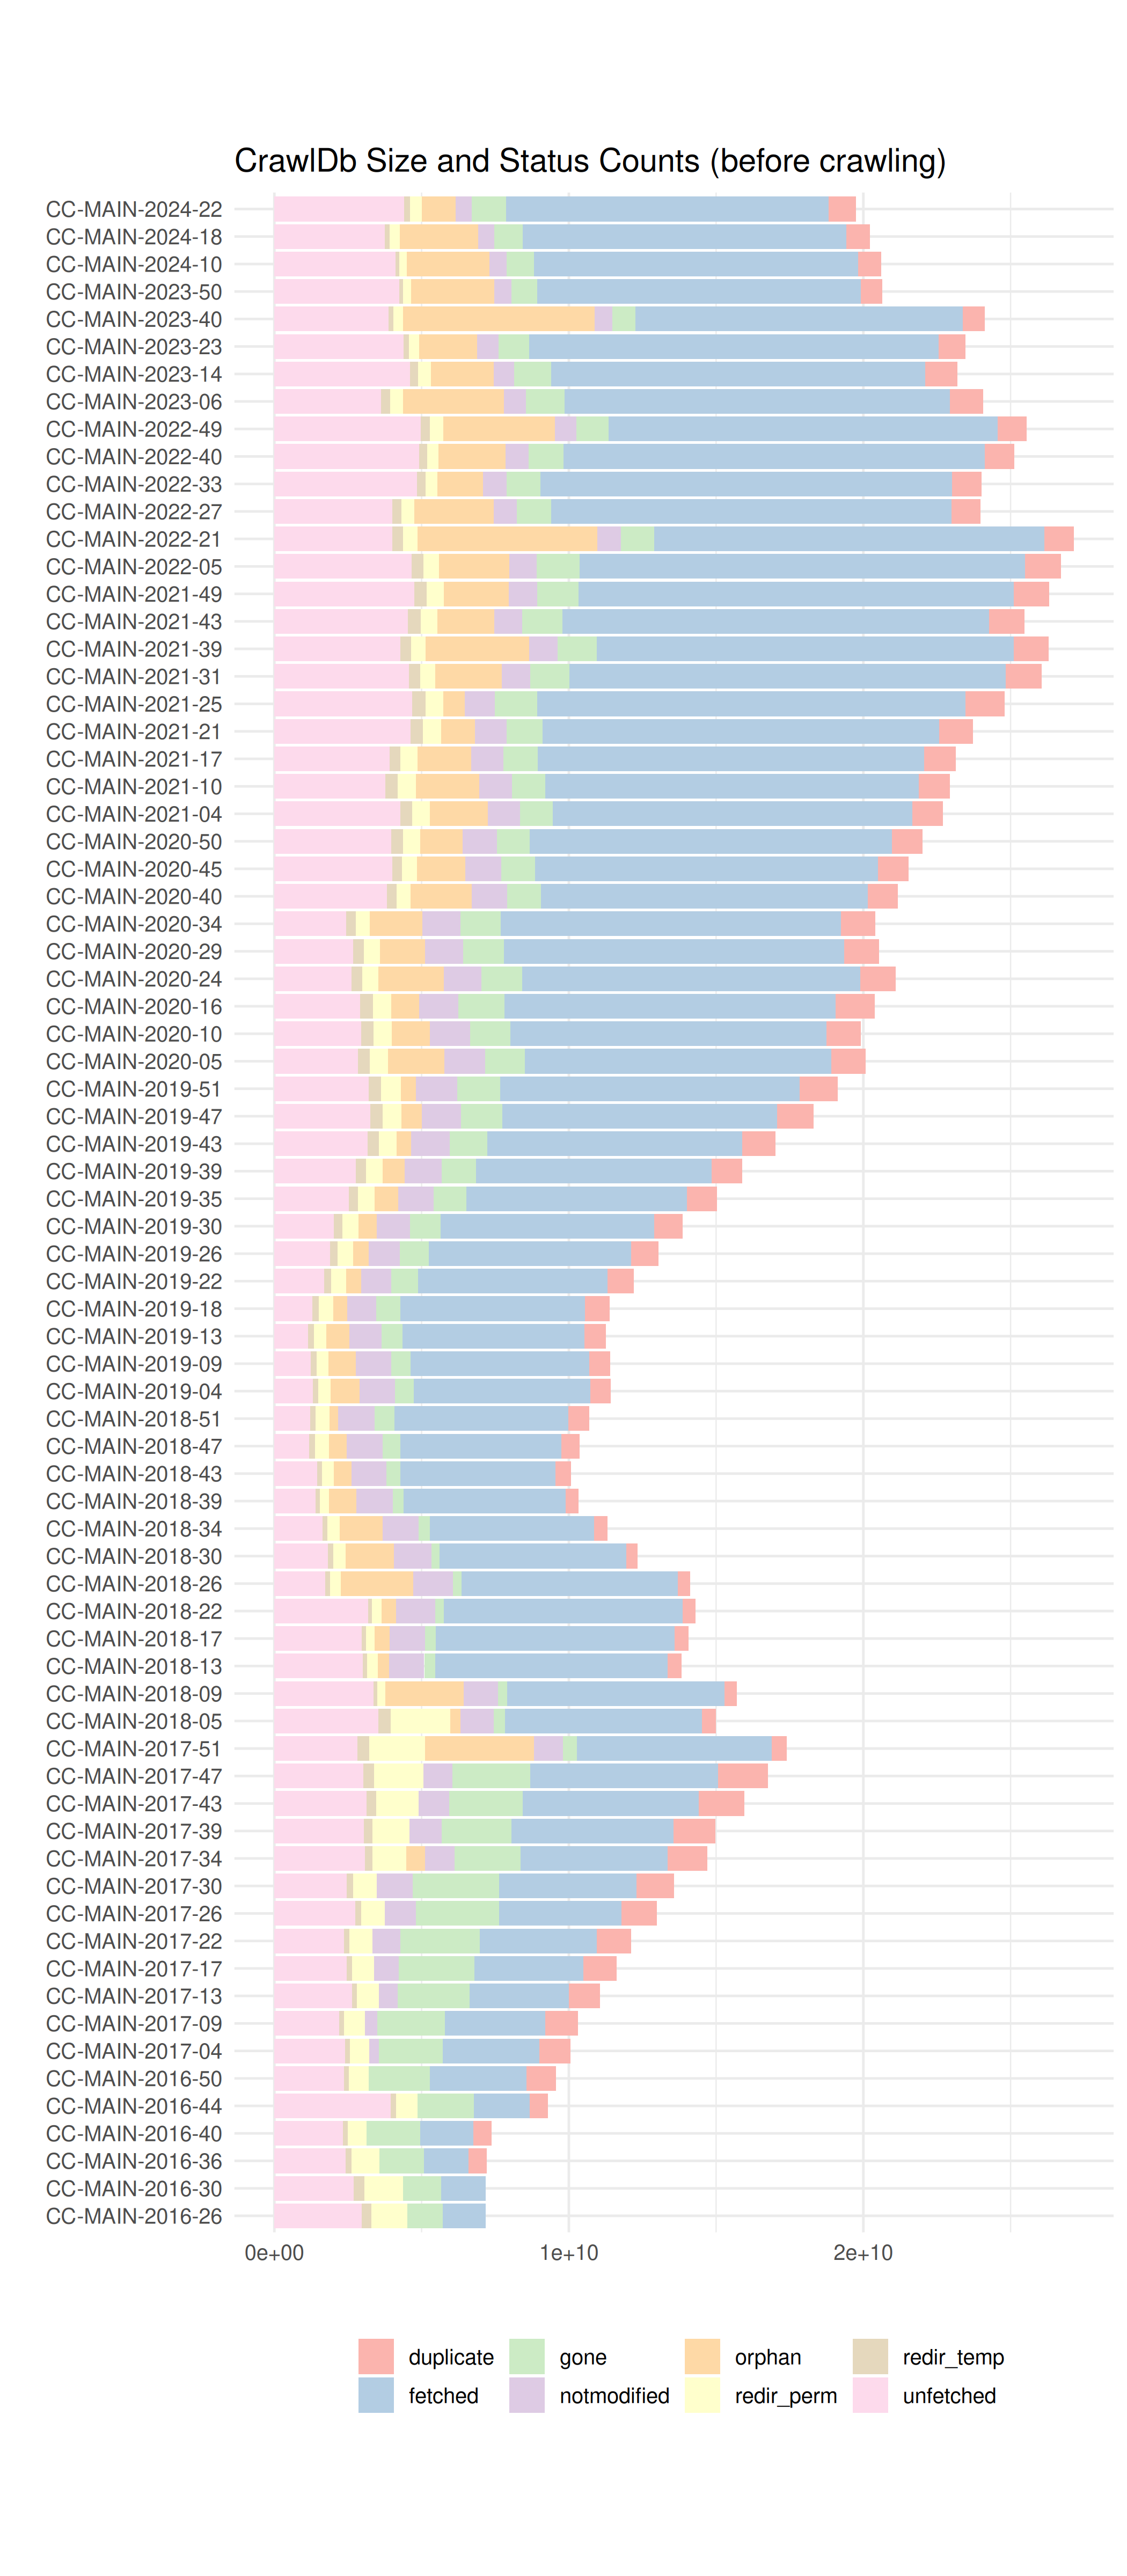 CrawlDb Size and Status Counts (before crawling)
CC-MAIN-2024-22
CC-MAIN-2024-18
CC-MAIN-2024-10
CC-MAIN-2023-50
CC-MAIN-2023-40
CC-MAIN-2023-23
CC-MAIN-2023-14
CC-MAIN-2023-06
CC-MAIN-2022-49
CC-MAIN-2022-40
CC-MAIN-2022-33
CC-MAIN-2022-27
CC-MAIN-2022-21
CC-MAIN-2022-05
CC-MAIN-2021-49
CC-MAIN-2021-43
CC-MAIN-2021-39
CC-MAIN-2021-31
CC-MAIN-2021-25
CC-MAIN-2021-21
CC-MAIN-2021-17
CC-MAIN-2021-10
CC-MAIN-2021-04
CC-MAIN-2020-50
CC-MAIN-2020-45
CC-MAIN-2020-40
CC-MAIN-2020-34
CC-MAIN-2020-29
CC-MAIN-2020-24
CC-MAIN-2020-16
CC-MAIN-2020-10
CC-MAIN-2020-05
CC-MAIN-2019-51
CC-MAIN-2019-47
CC-MAIN-2019-43
CC-MAIN-2019-39
CC-MAIN-2019-35
CC-MAIN-2019-30
CC-MAIN-2019-26
CC-MAIN-2019-22
CC-MAIN-2019-18
CC-MAIN-2019-13
CC-MAIN-2019-09
CC-MAIN-2019-04
CC-MAIN-2018-51
CC-MAIN-2018-47
CC-MAIN-2018-43
CC-MAIN-2018-39
CC-MAIN-2018-34
CC-MAIN-2018-30
CC-MAIN-2018-26
CC-MAIN-2018-22
CC-MAIN-2018-17
CC-MAIN-2018-13
CC-MAIN-2018-09
CC-MAIN-2018-05
CC-MAIN-2017-51
CC-MAIN-2017-47
CC-MAIN-2017-43
CC-MAIN-2017-39
CC-MAIN-2017-34
CC-MAIN-2017-30
CC-MAIN-2017-26
CC-MAIN-2017-22
CC-MAIN-2017-17
CC-MAIN-2017-13
CC-MAIN-2017-09
CC-MAIN-2017-04
CC-MAIN-2016-50
CC-MAIN-2016-44
CC-MAIN-2016-40
CC-MAIN-2016-36
CC-MAIN-2016-30
CC-MAIN-2016-26
0e+00 1e+10 2e+10
duplicate gone orphan redir_temp
fetched notmodified redir_perm unfetched